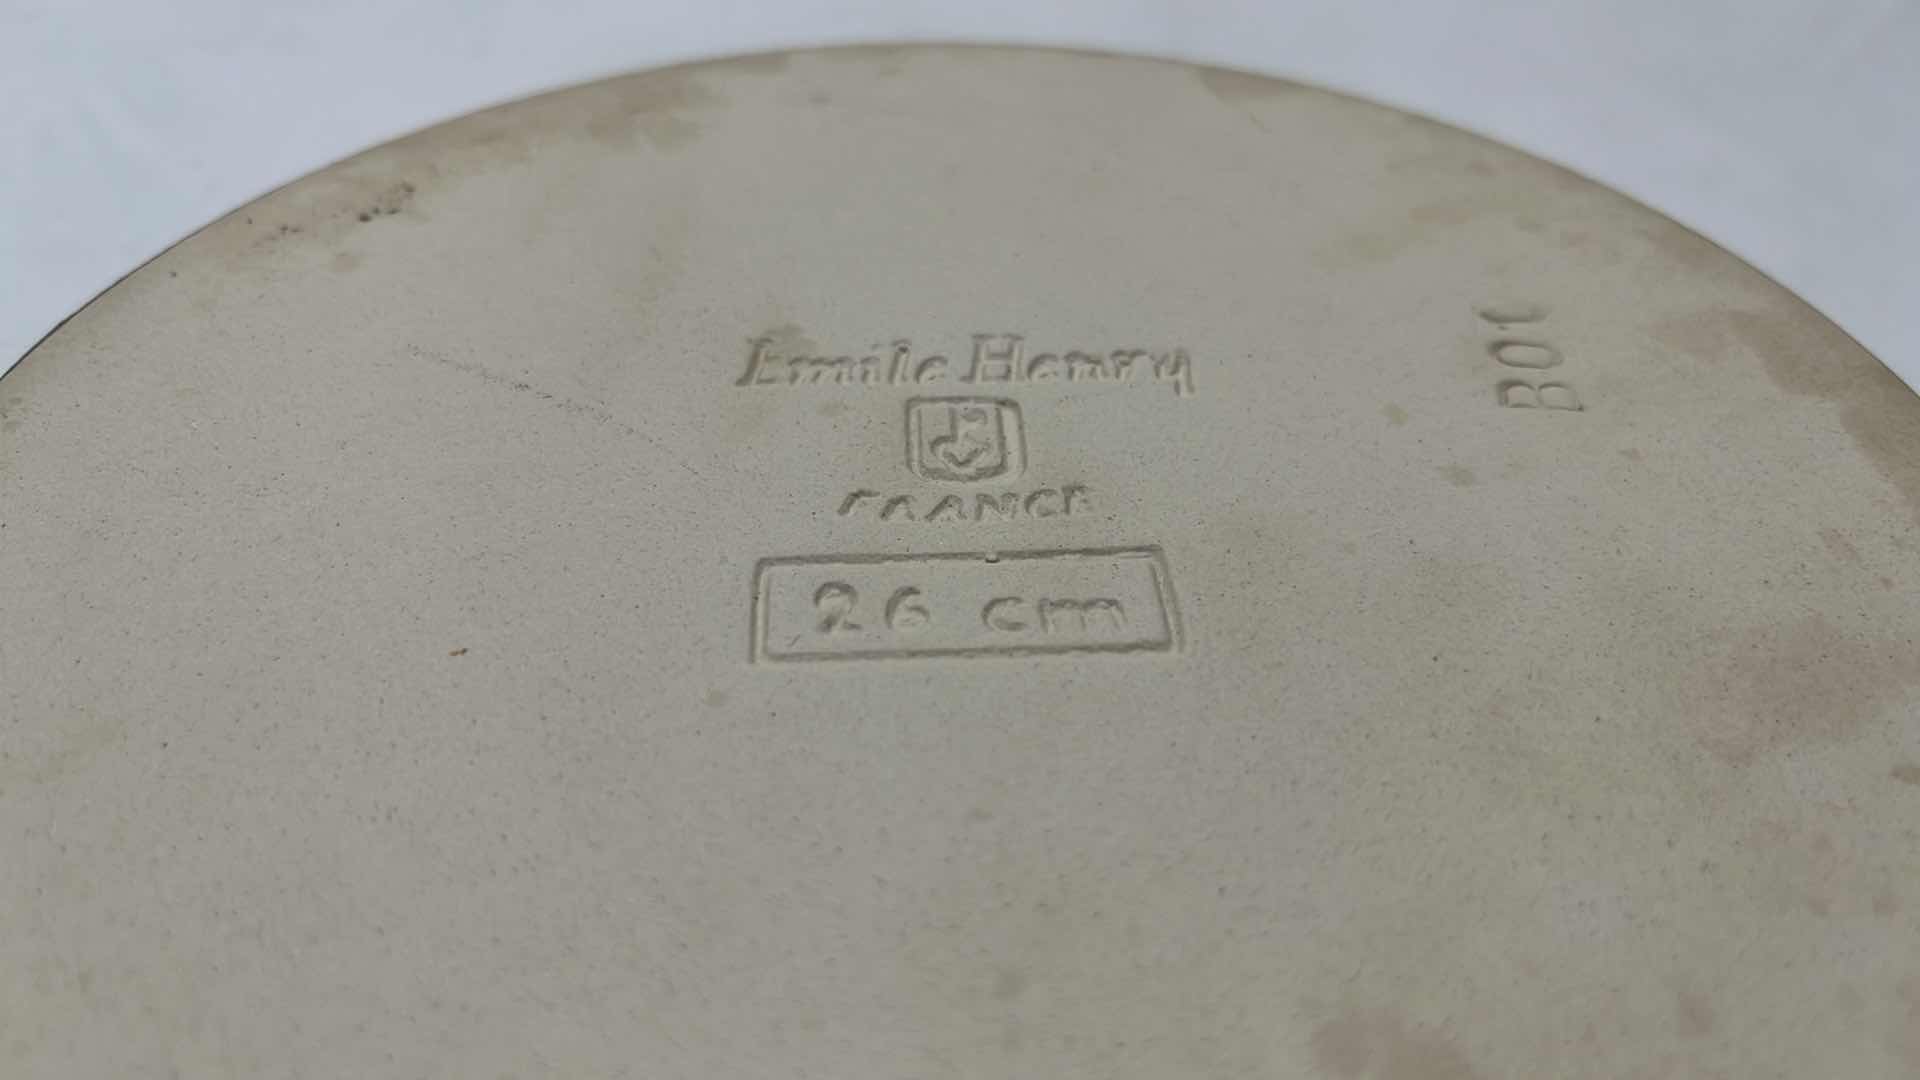 Emile Henry
FRANCE
26 cm
B01